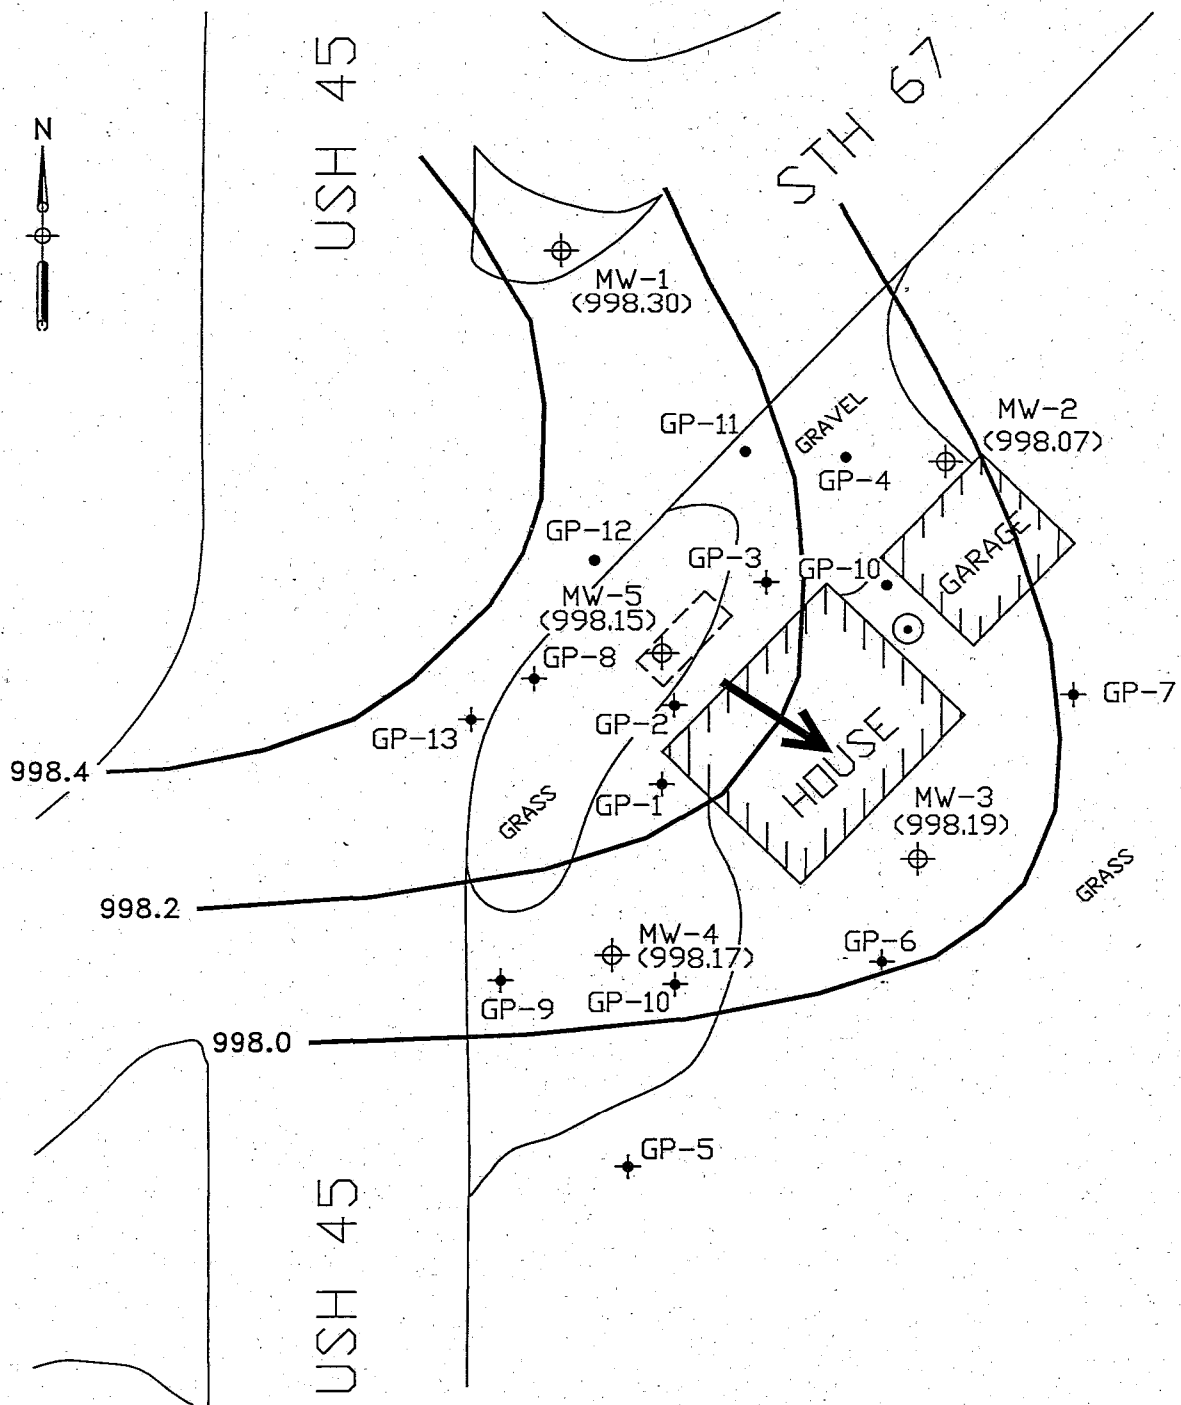 USH 45
STH 67
N
MW-1
(998.30)
MW-2
(998.07)
GRAVEL
GP-11
GP-4
GP-12
GP-3
GP-10
GARAGE
MW-5
(998.15)
GP-8
GP-7
GP-2
GP-13
HOUSE
998.4
GP-1
MW-3
(998.19)
GRASS
GRASS
998.2
MW-4
(998.17)
GP-6
GP-9
GP-10
998.0
GP-5
USH 45